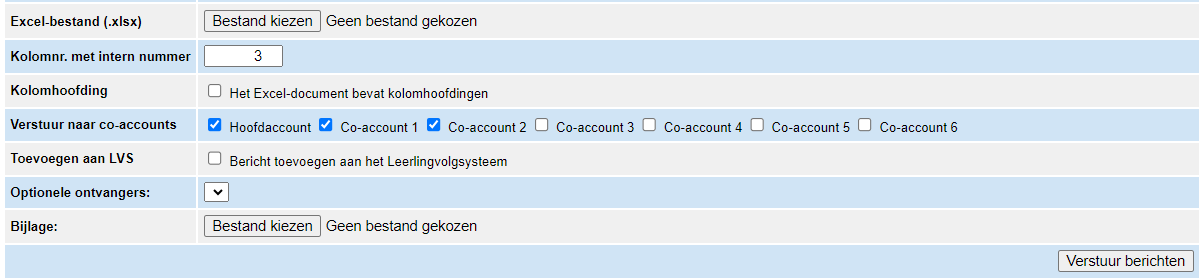 Excel-bestand (.xlsx) Bestand kiezen Geen bestand gekozen
Kolomnr. met intern nummer 3
Kolomhoofding Het Excel-document bevat kolomhoofdingen
Verstuur naar co-accounts Hoofdaccount Co-account 1 Co-account 2 Co-account 3 Co-account 4 Co-account 5 Co-account 6
Toevoegen aan LVS Bericht toevoegen aan het Leerlingvolgsysteem
Optionele ontvangers:
Bijlage: Bestand kiezen Geen bestand gekozen
Verstuur berichten